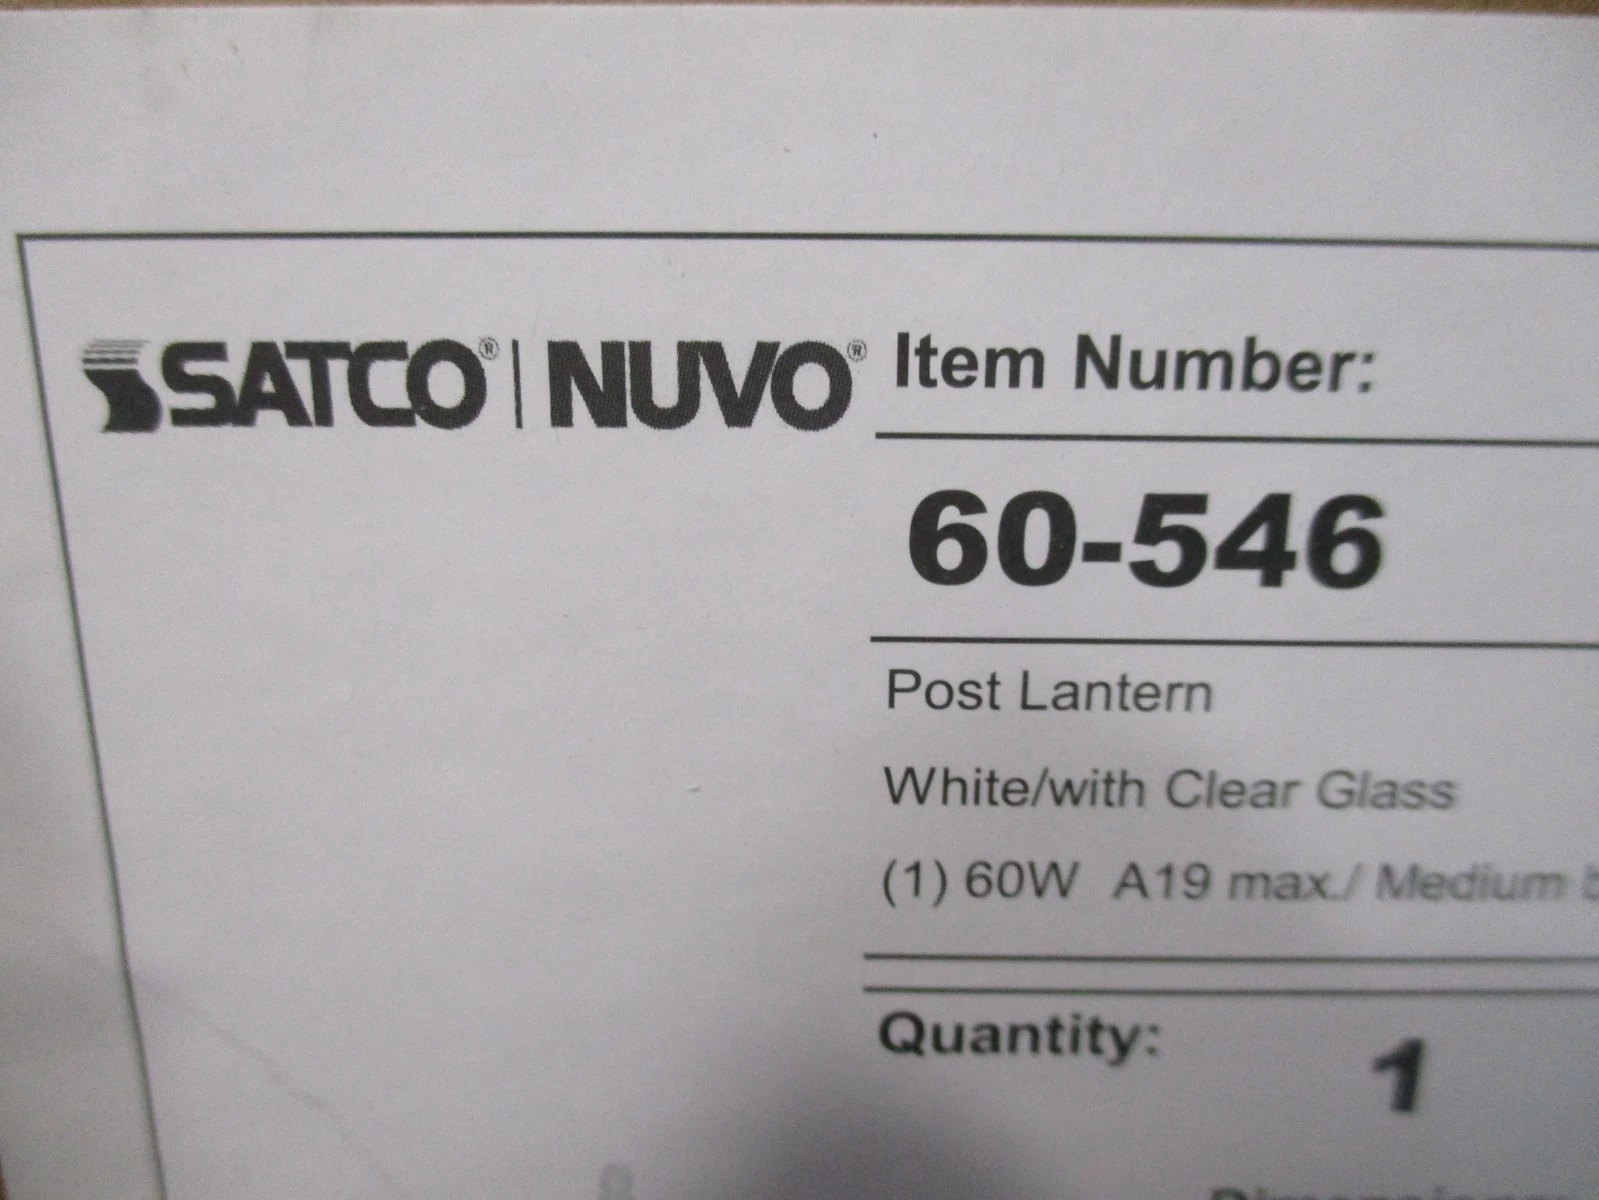 SATCO® | NUVO® Item Number:
60-546
Post Lantern
White/with Clear Glass
(1) 60W A19 max./ Medium
Quantity: 1